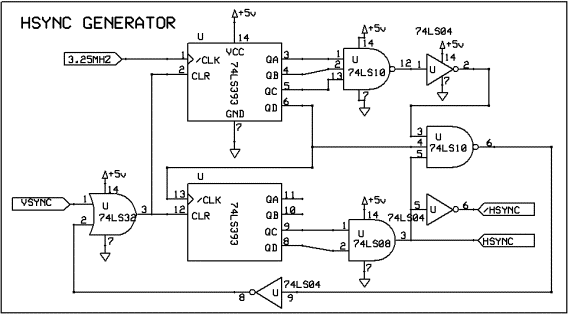 HSYNC GENERATOR
+5v
U
14
VCC
3.25MHZ
1
/CLK
2
CLR
74LS393
QA
3
QB
4
QC
5
QD
6
GND
7
+5v
14
1
2
13
U
74LS10
12
7
74LS04
+5v
14
1
U
2
7
3
4
5
U
74LS10
6
VSYNC
1
2
+5v
14
U
74LS32
3
7
U
13
/CLK
12
CLR
74LS393
QA
11
QB
10
QC
9
QD
8
+5v
14
1
2
U
74LS08
3
7
74LS04
5
U
6
/HSYNC
HSYNC
8
U
74LS04
9